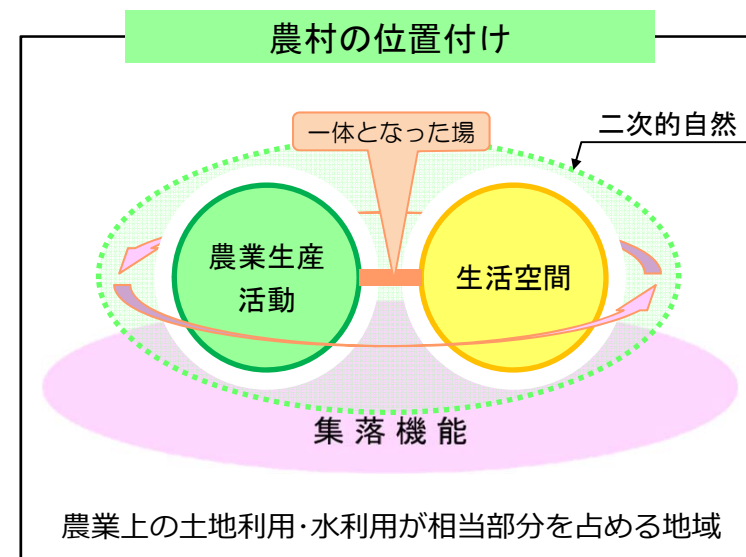 農村の位置付け
一体となった場
二次的自然
農業生産
活動
生活空間
集落機能
農業上の土地利用・水利用が相当部分を占める地域